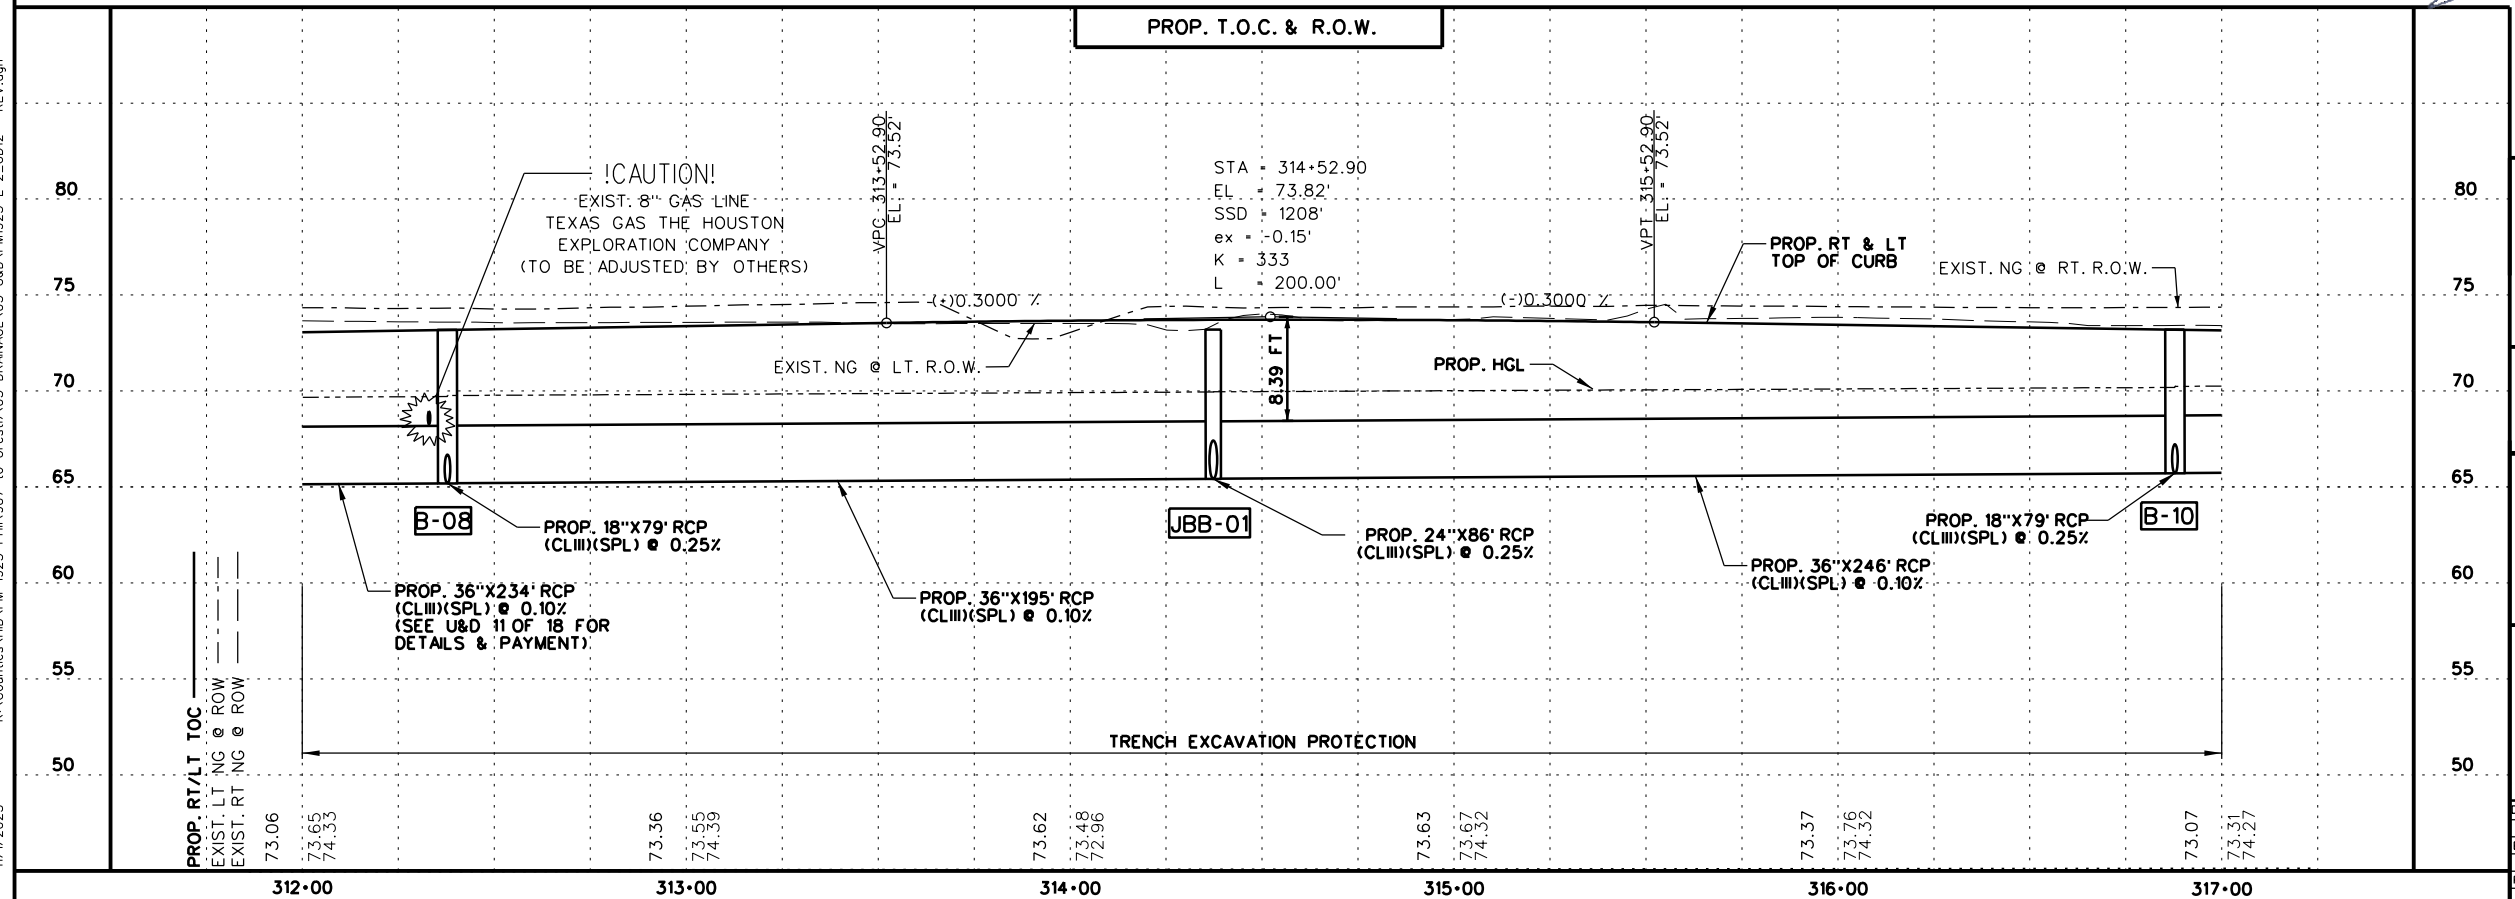 PROP. T.O.C. & R.O.W.
80
75
70
65
60
55
50
80
75
70
65
60
55
50
!CAUTION!
EXIST. 8" GAS LINE
TEXAS GAS THE HOUSTON
EXPLORATION COMPANY
(TO BE ADJUSTED BY OTHERS)
VPC 313+52.90
EL = 73.52'
STA = 314+52.90
EL = 73.82'
SSD = 1208'
ex = -0.15'
K = 333
L = 200.00'
VPT 315+52.90
EL = 73.52'
PROP. RT & LT
TOP OF CURB
EXIST. NG @ RT. R.O.W.
(+)0.3000 %
(-)0.3000 %
EXIST. NG @ LT. R.O.W.
8.39 FT
PROP. HGL
B-08
JBB-01
B-10
PROP. 18"X79' RCP
(CLIII)(SPL) @ 0.25%
PROP. 24"X86' RCP
(CLIII)(SPL) @ 0.25%
PROP. 18"X79' RCP
(CLIII)(SPL) @ 0.25%
PROP. 36"X234' RCP
(CLIII)(SPL) @ 0.10%
(SEE U&D 11 OF 18 FOR
DETAILS & PAYMENT)
PROP. 36"X195' RCP
(CLIII)(SPL) @ 0.10%
PROP. 36"X246' RCP
(CLIII)(SPL) @ 0.10%
TRENCH EXCAVATION PROTECTION
PROP. RT/LT TOC
EXIST. LT NG @ ROW
EXIST. RT NG @ ROW
73.06
73.65
74.33
73.36
73.55
74.39
73.62
73.48
72.96
73.63
73.67
74.32
73.37
73.76
74.32
73.07
73.31
74.27
312+00
313+00
314+00
315+00
316+00
317+00